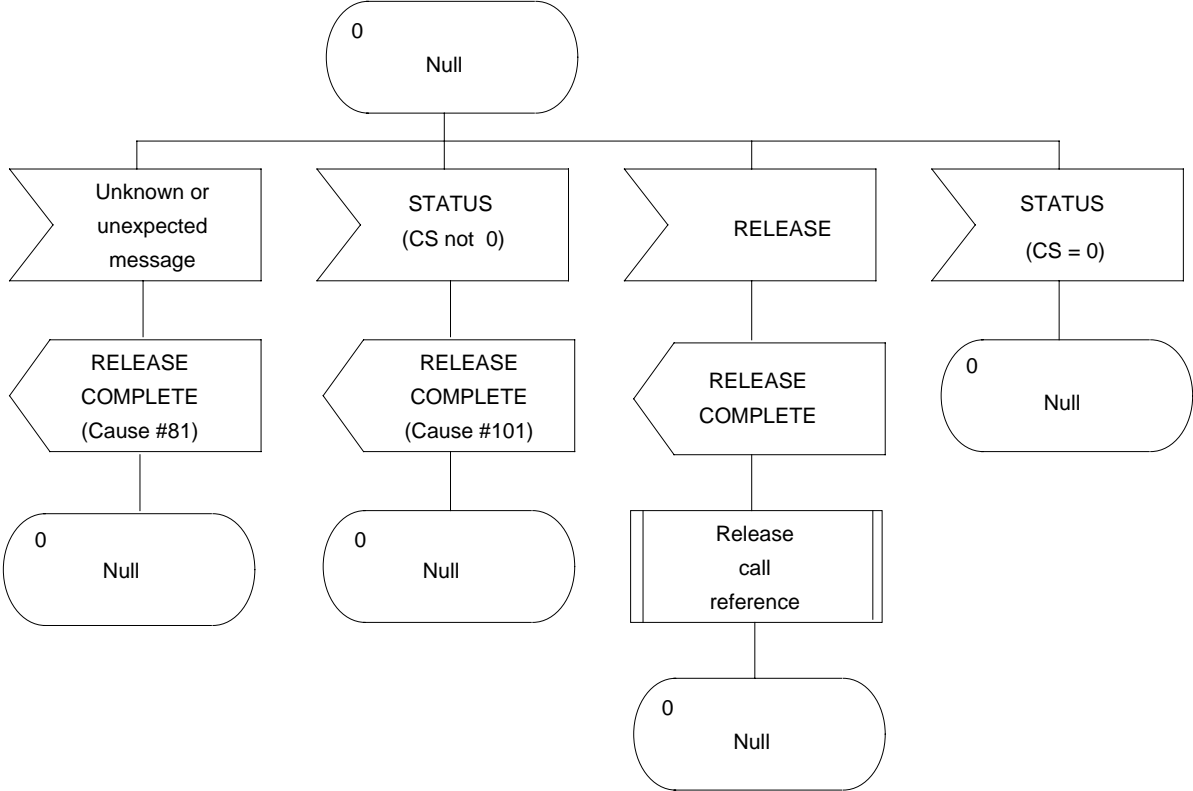 0
Null
Unknown or
unexpected
message
STATUS
(CS not 0)
RELEASE
STATUS
(CS = 0)
RELEASE
COMPLETE
(Cause #81)
RELEASE
COMPLETE
(Cause #101)
RELEASE
COMPLETE
0
Null
0
Null
0
Null
Release
call
reference
0
Null